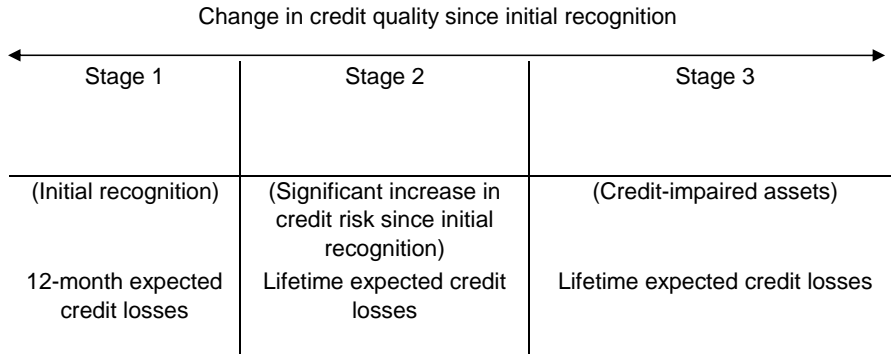 Change in credit quality since initial recognition
Stage 1
Stage 2
Stage 3
(Initial recognition)
(Significant increase in
credit risk since initial
recognition)
(Credit-impaired assets)
12-month expected
credit losses
Lifetime expected credit
losses
Lifetime expected credit losses